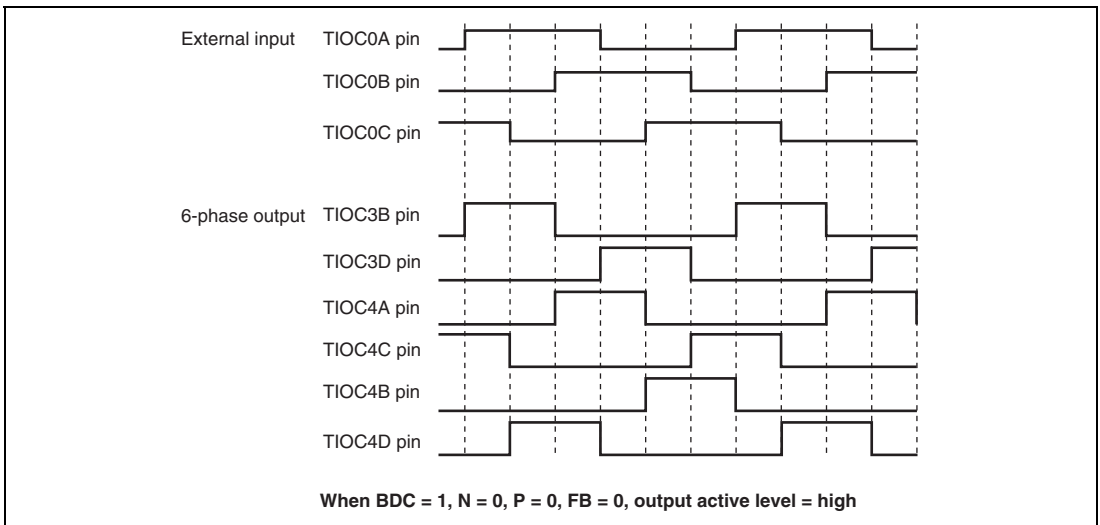 External input TIOC0A pin
TIOC0B pin
TIOC0C pin
6-phase output TIOC3B pin
TIOC3D pin
TIOC4A pin
TIOC4C pin
TIOC4B pin
TIOC4D pin
When BDC = 1, N = 0, P = 0, FB = 0, output active level = high